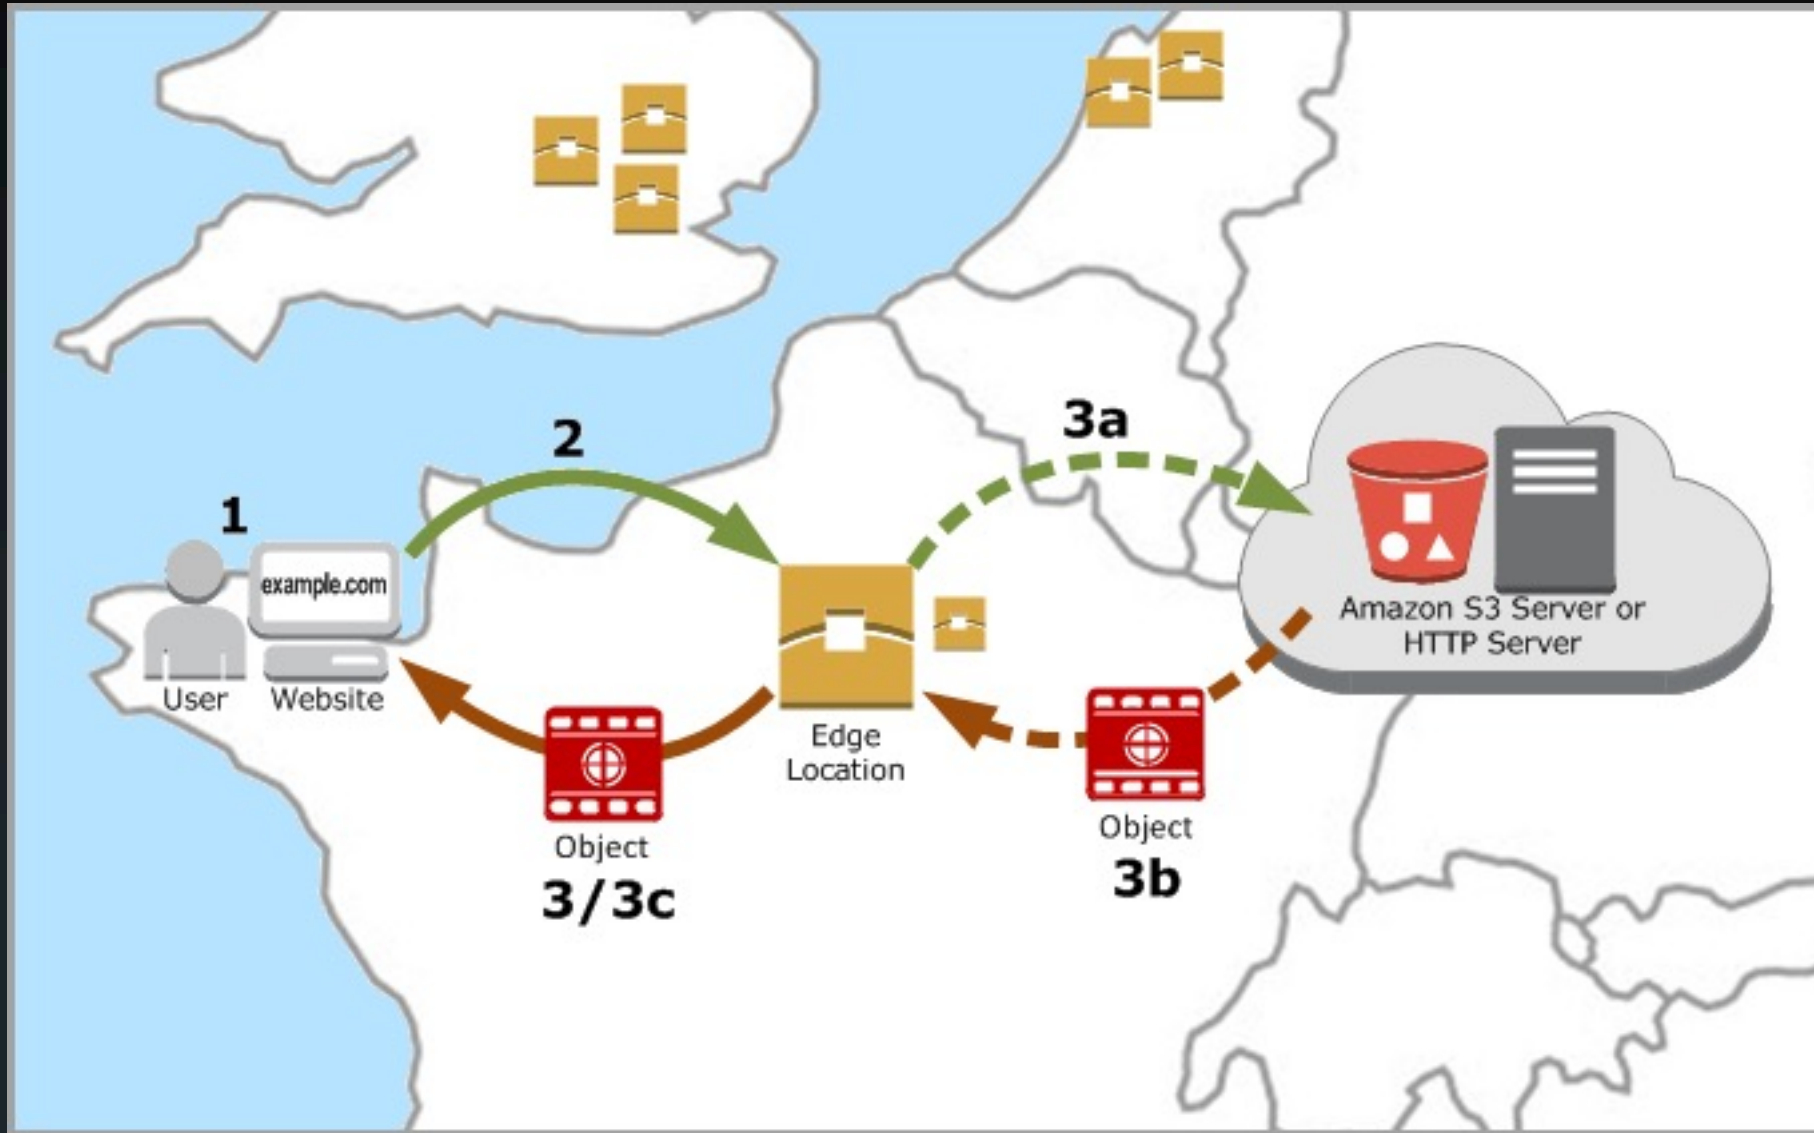 2
3a
1
example.com
User
Website
Amazon S3 Server or
HTTP Server
Edge
Location
Object
3/3c
Object
3b